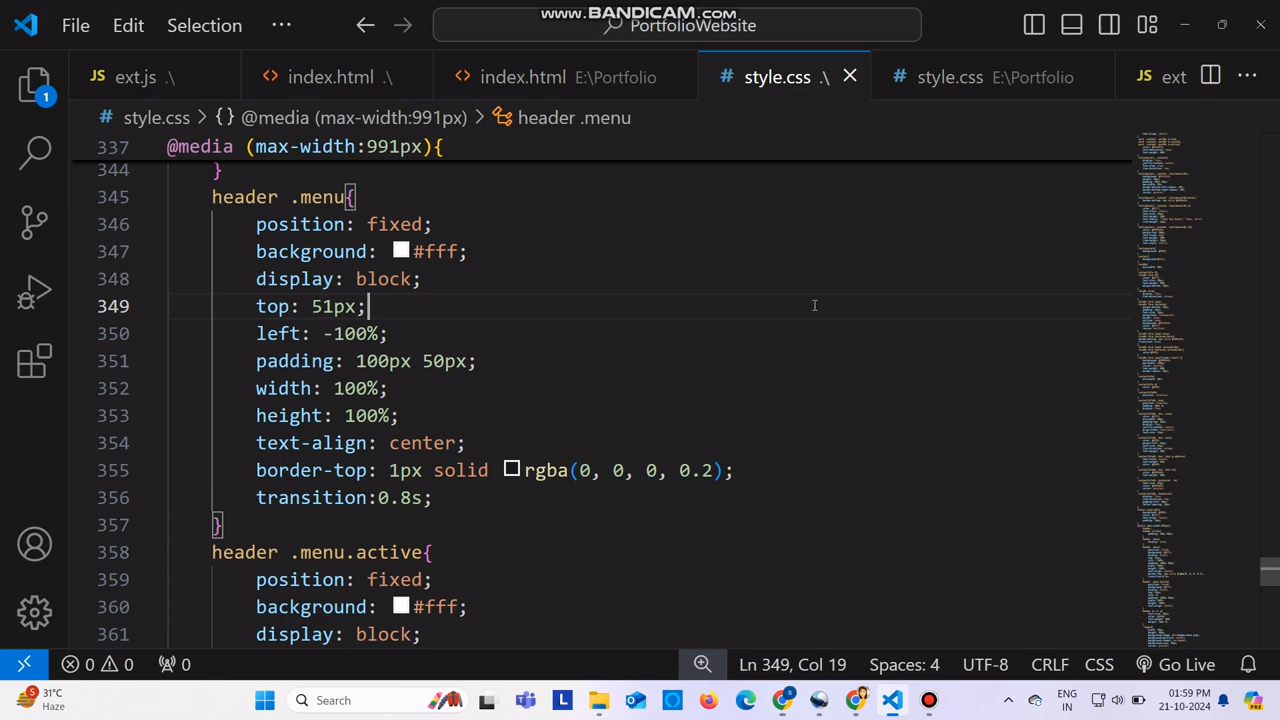 www.BANDICAM.com
File Edit Selection ··· PortfolioWebsite
JS ext.js .\ index.html .\ index.html E:\Portfolio # style.css .\ # style.css E:\Portfolio JS ext ···
# style.css > {} @media (max-width:991px) > header .menu
337 @media (max-width:991px){
344 }
345 header .menu{
346 position: fixed;
347 background: #fff;
348 display: block;
349 top: 51px;
350 left: -100%;
351 padding: 100px 50px;
352 width: 100%;
353 height: 100%;
354 text-align: center;
355 border-top: 1px solid rgba(0, 0, 0, 0.2);
356 transition:0.8s;
357 }
358 header .menu.active{
359 position: fixed;
360 background: #fff;
361 display: block;
1
0 0 0 Ln 349, Col 19 Spaces: 4 UTF-8 CRLF CSS Go Live
5 31°C Haze Search L ENG IN 01:59 PM 21-10-2024 PRE